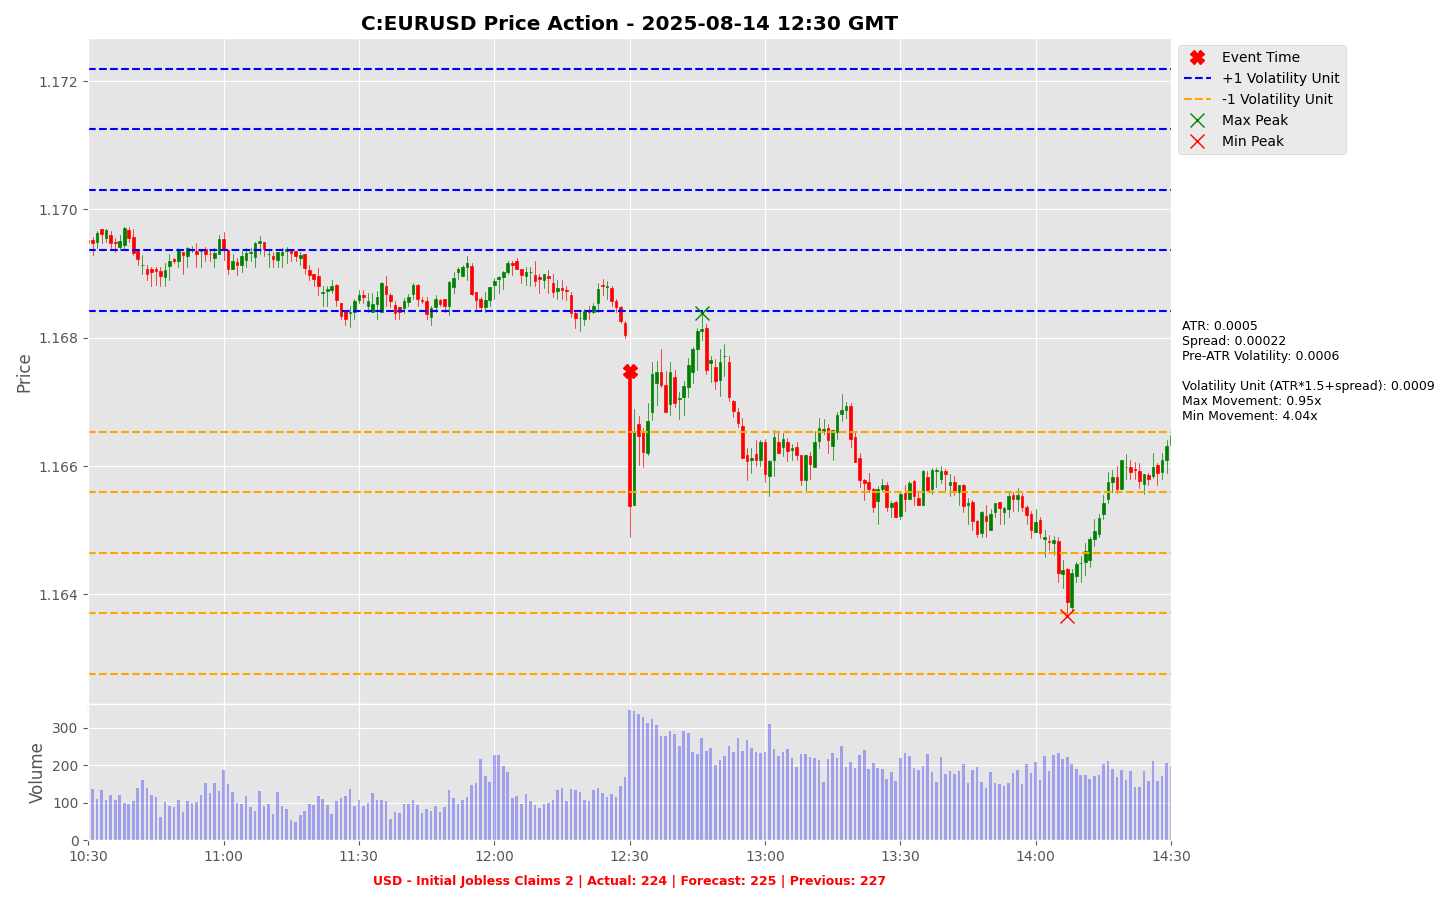 C:EURUSD Price Action - 2025-08-14 12:30 GMT
Event Time
+1 Volatility Unit
-1 Volatility Unit
Max Peak
Min Peak
1.172
1.170
1.168
1.166
1.164
Price
ATR: 0.0005
Spread: 0.00022
Pre-ATR Volatility: 0.0006
Volatility Unit (ATR*1.5+spread): 0.0009
Max Movement: 0.95x
Min Movement: 4.04x
300
200
100
0
Volume
10:30 11:00 11:30 12:00 12:30 13:00 13:30 14:00 14:30
USD - Initial Jobless Claims 2 | Actual: 224 | Forecast: 225 | Previous: 227